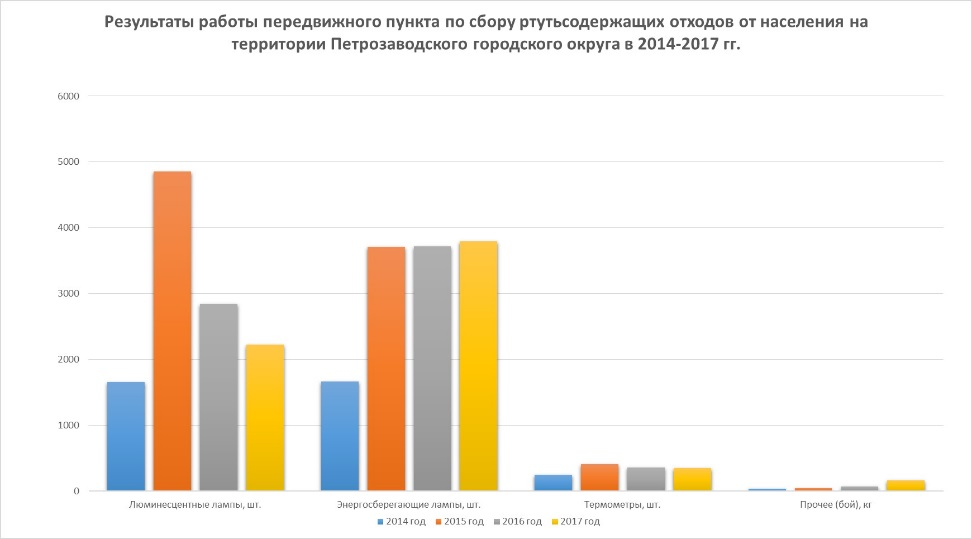 Результаты работы передвижного пункта по сбору ртутьсодержащих отходов от населения на
территории Петрозаводского городского округа в 2014-2017 гг.
6000
5000
4000
3000
2000
1000
0
Люминесцентные лампы, шт. Энергосберегающие лампы, шт. Термометры, шт. Прочее (бой), кг
2014 год 2015 год 2016 год 2017 год